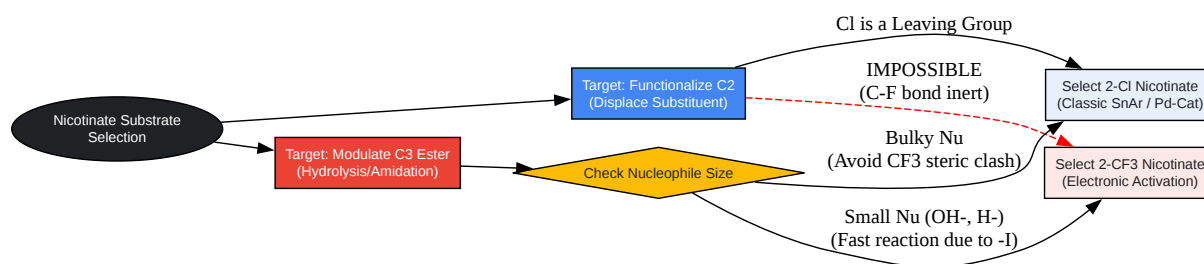 Nicotinate Substrate
Selection
Target: Functionalize C2
(Displace Substituent)
Target: Modulate C3 Ester
(Hydrolysis/Amidation)
Check Nucleophile Size
Cl is a Leaving Group
IMPOSSIBLE
(C-F bond inert)
Bulky Nu
(Avoid CF3 steric clash)
Small Nu (OH-, H-)
(Fast reaction due to -I)
Select 2-Cl Nicotinate
(Classic SnAr / Pd-Cat)
Select 2-CF3 Nicotinate
(Electronic Activation)